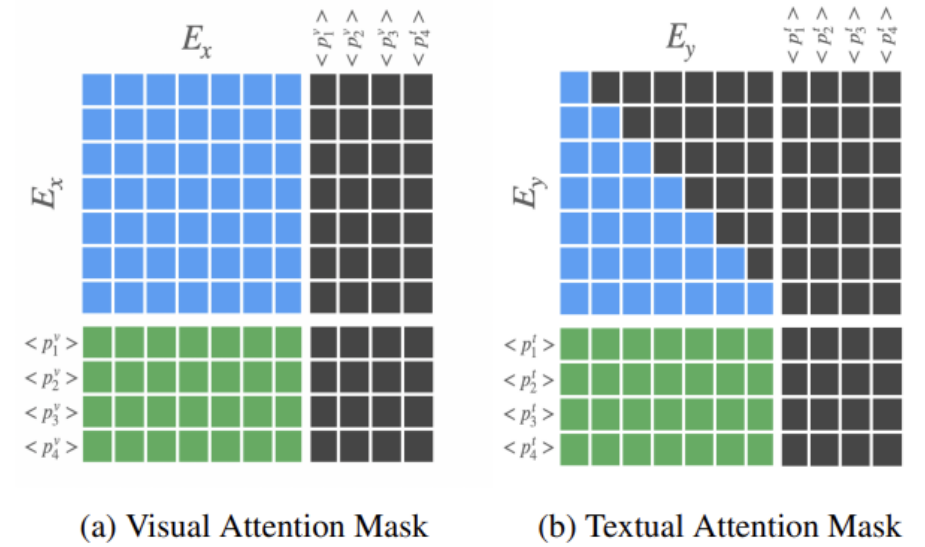 E_x
< p_1^v >
< p_2^v >
< p_3^v >
< p_4^t >
E_x
< p_1^v >
< p_2^v >
< p_3^v >
< p_4^v >
(a) Visual Attention Mask
E_y
< p_1^t >
< p_2^t >
< p_3^t >
< p_4^t >
E_y
< p_1^t >
< p_2^t >
< p_3^t >
< p_4^t >
(b) Textual Attention Mask